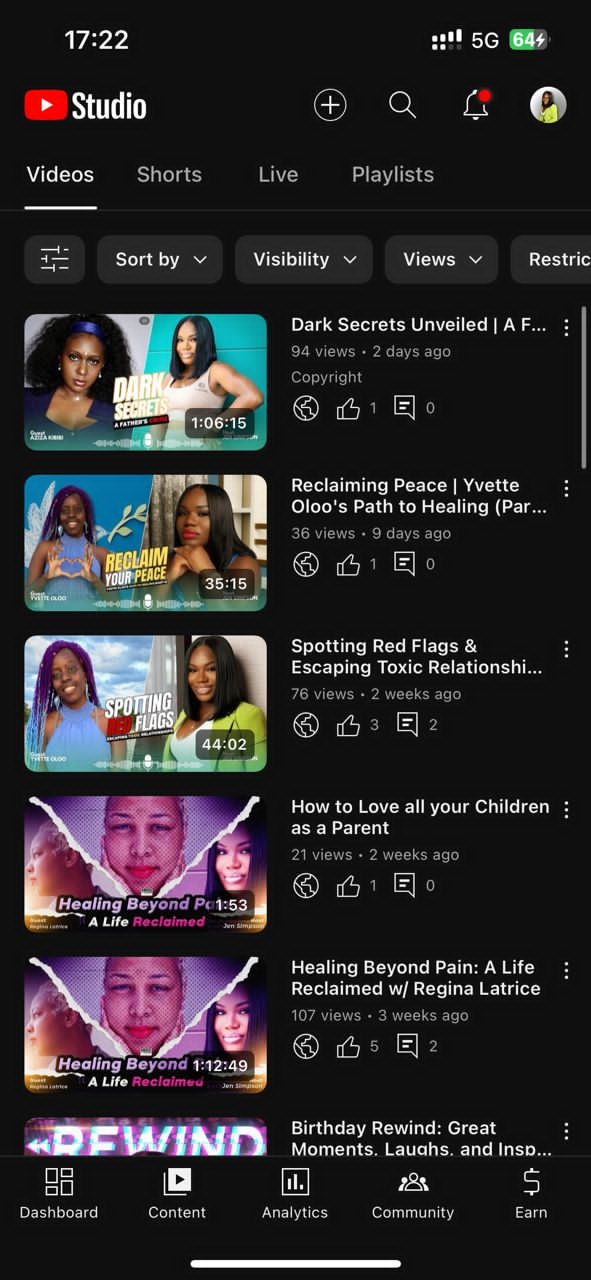 17:22
5G
64
Studio
Videos
Shorts
Live
Playlists
Sort by
Visibility
Views
Restric
DARK
SECRETS
A FATHER'S CRIME
Guest
AZIZA KIBIBI
Host
JEN SIMPSON
1:06:15
Dark Secrets Unveiled | A F...
94 views • 2 days ago
Copyright
1
0
RECLAIM
YOUR PEACE
Guest
YVETTE OLOO
JEN SIMPSON
35:15
Reclaiming Peace | Yvette
Oloo's Path to Healing (Par...
36 views • 9 days ago
1
0
SPOTTING
RED FLAGS
ESCAPING TOXIC RELATIONSHIPS
Guest
YVETTE OLOO
JEN SIMPSON
44:02
Spotting Red Flags &
Escaping Toxic Relationshi...
76 views • 2 weeks ago
3
2
Healing Beyond Pa
A Life Reclaimed
Guest
Regina Latrice
Host
Jen Simpson
1:53
How to Love all your Children
as a Parent
21 views • 2 weeks ago
1
0
Healing Beyond
A Life Reclaimed
Guest
Regina Latrice
Jen Simpson
1:12:49
Healing Beyond Pain: A Life
Reclaimed w/ Regina Latrice
107 views • 3 weeks ago
5
2
REWIND
Birthday Rewind: Great
Moments, Laughs, and Insp...
Dashboard
Content
Analytics
Community
Earn